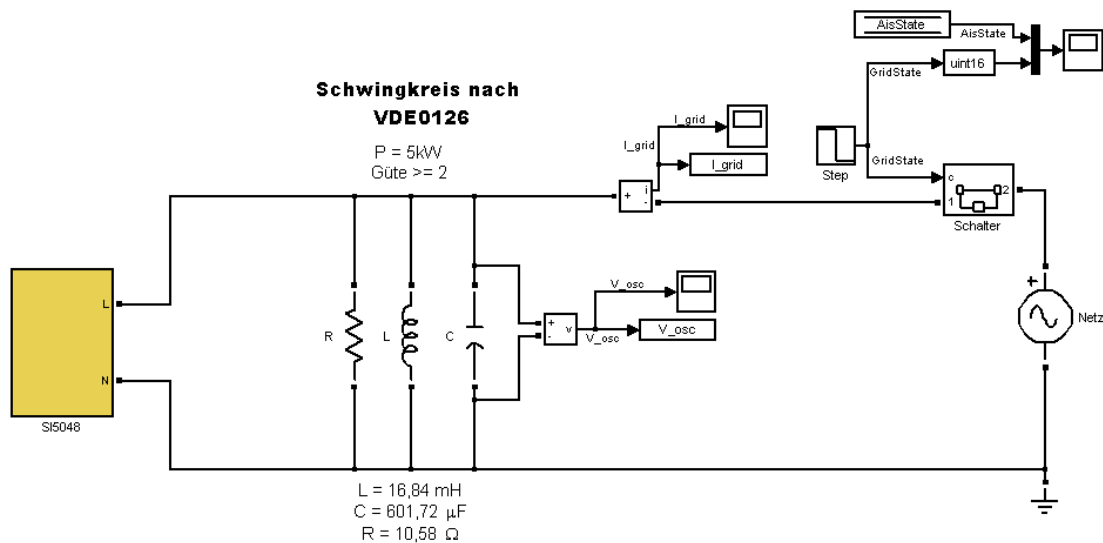 AisState
AisState
GridState
uint16
Schwingkreis nach
VDE0126
P = 5kW
Güte >= 2
I_grid
I_grid
I_grid
Step
GridState
+
i
-
c
1
2
Schalter
L
N
SI5048
R
L
C
+
-
v
V_osc
V_osc
V_osc
+
Netz
L = 16,84 mH
C = 601,72 µF
R = 10,58 Ω